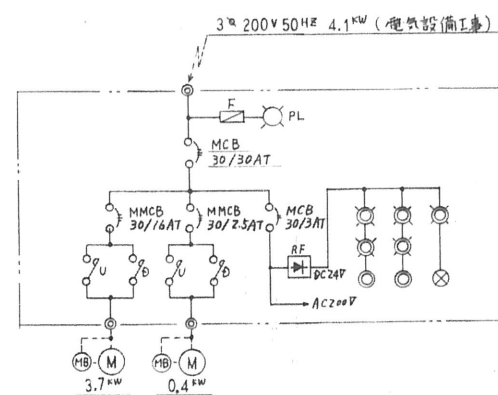 3φ 200V 50HZ 4.1KW (電気設備工事)
F
PL
MCB
30/30AT
MMCB
30/16AT
MMCB
30/2.5AT
MCB
30/3AT
U
D
U
D
RF
DC24V
AC200V
MB
M
MB
M
3.7KW
0.4KW